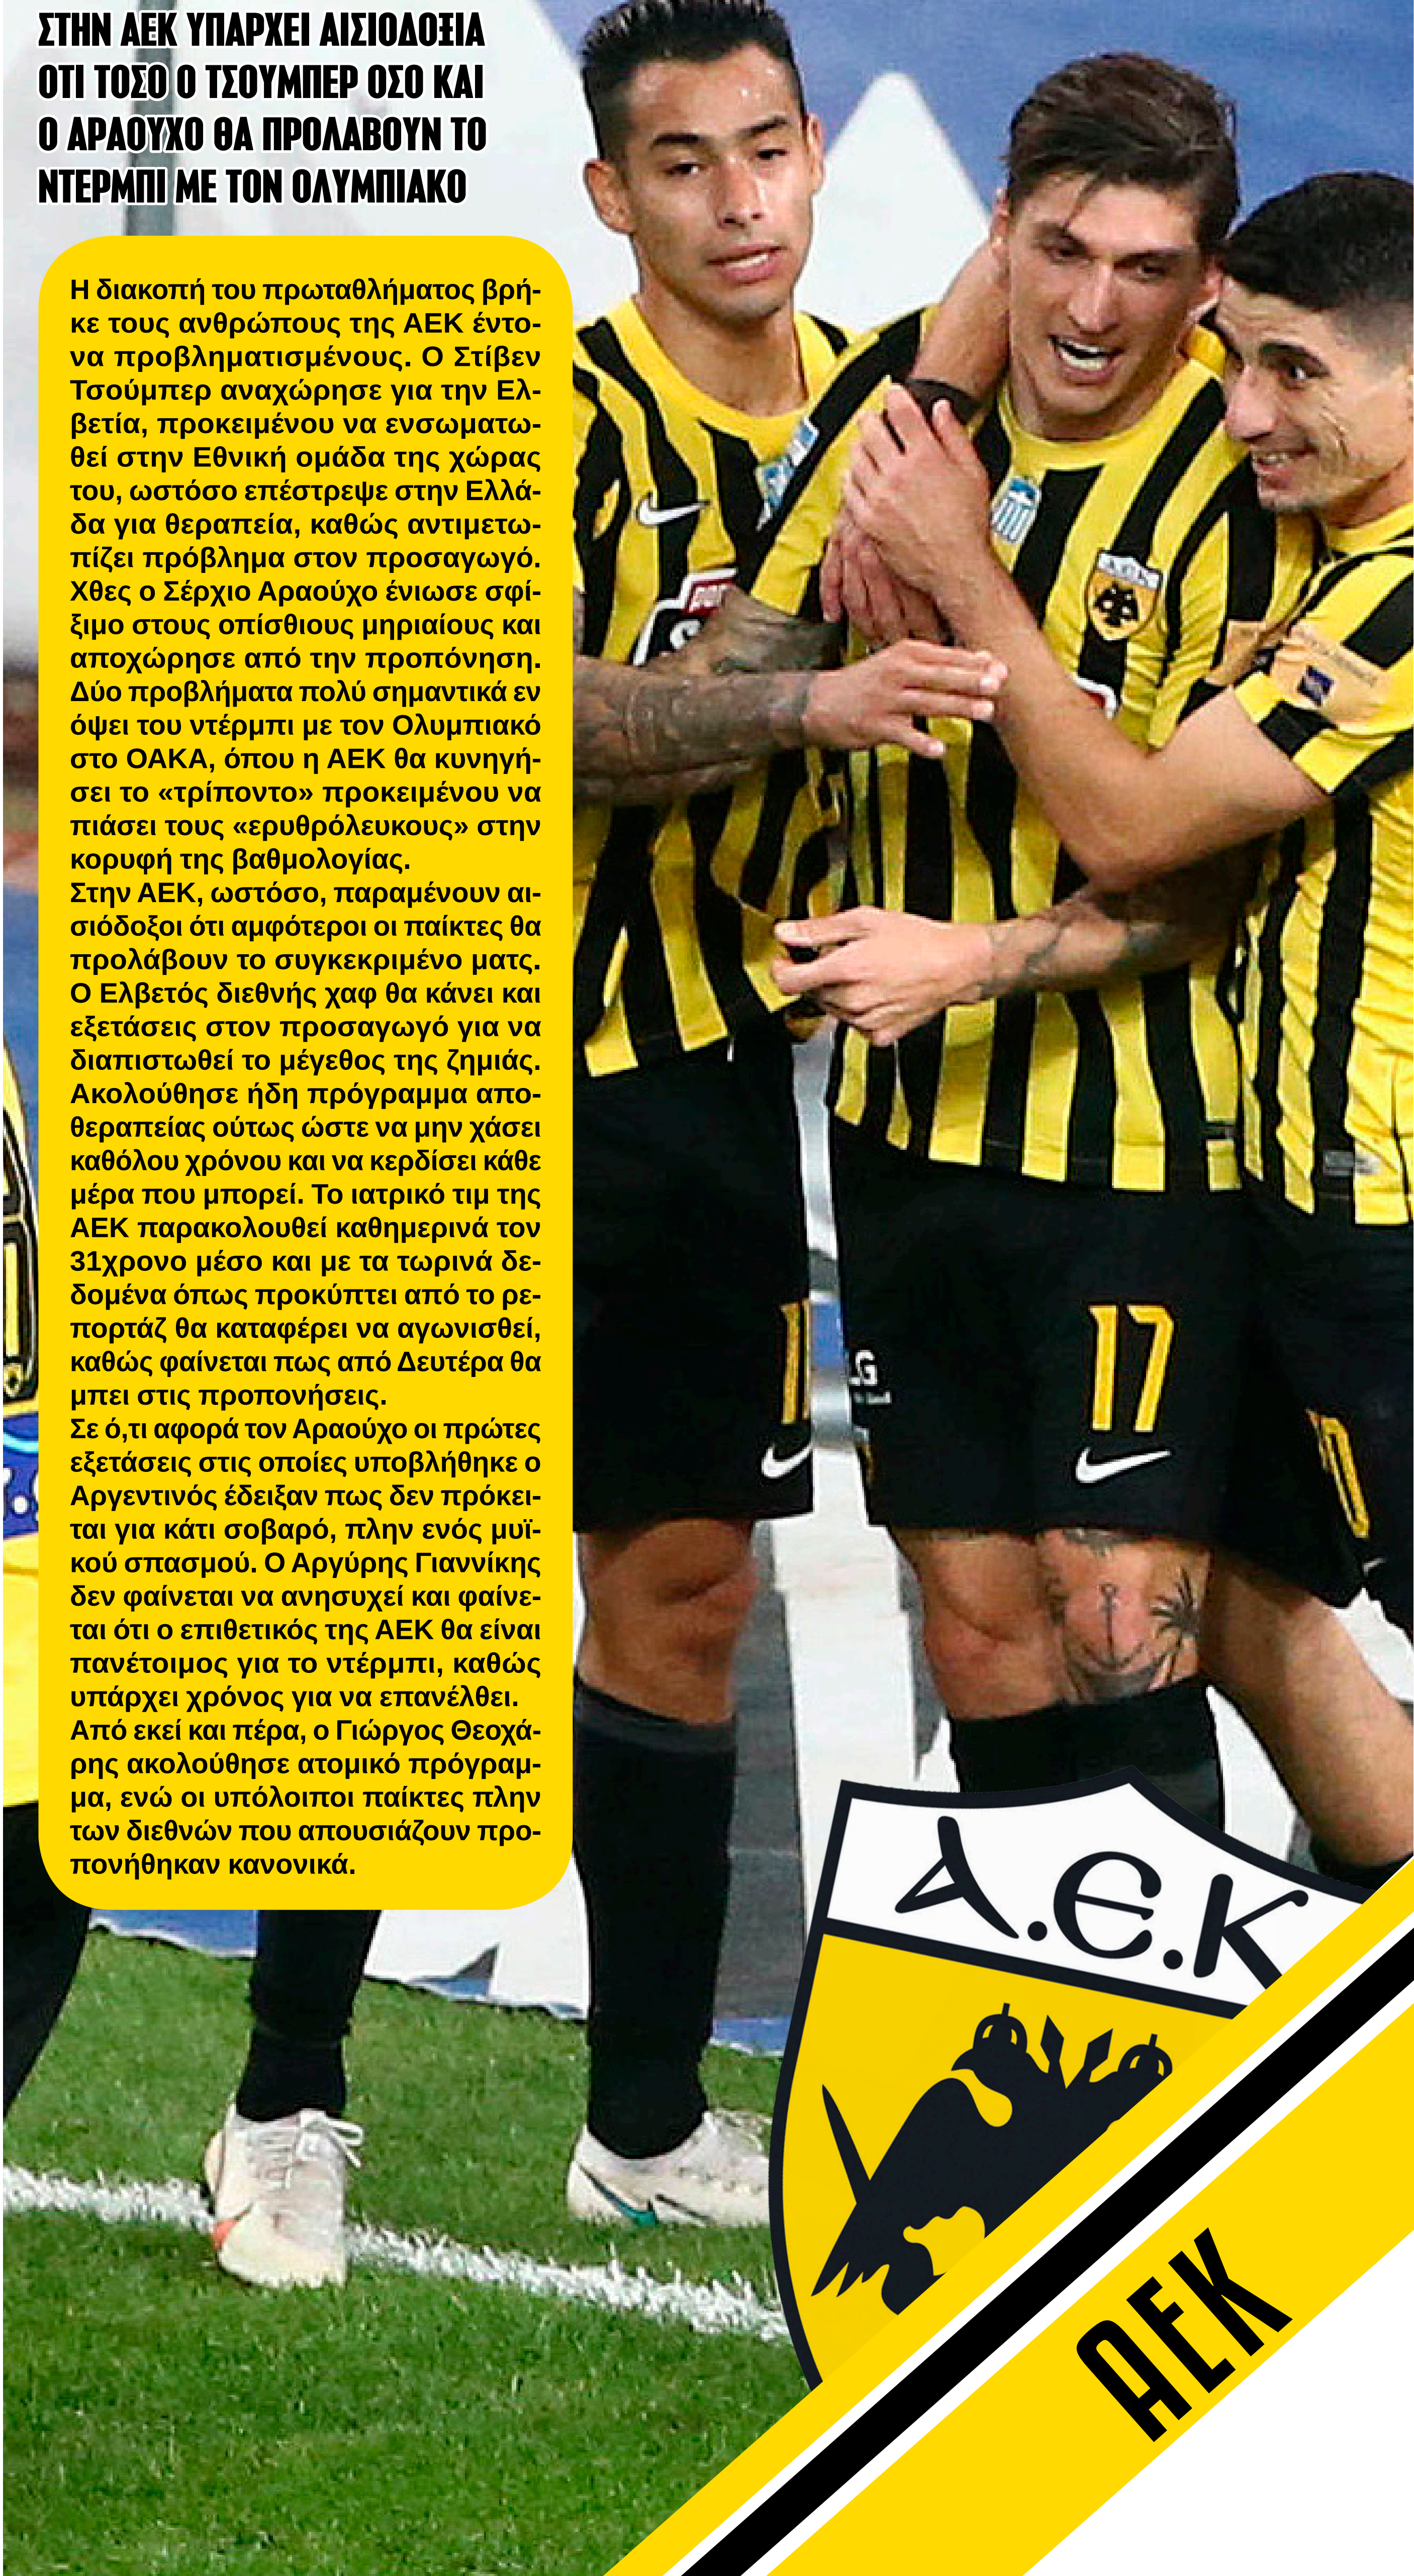 ΣΤΗΝ ΑΕΚ ΥΠΑΡΧΕΙ ΑΙΣΙΟΔΟΞΙΑ
ΟΤΙ ΤΟΣΟ Ο ΤΣΟΥΜΠΕΡ ΟΣΟ ΚΑΙ
Ο ΑΡΑΟΥΧΟ ΘΑ ΠΡΟΛΑΒΟΥΝ ΤΟ
ΝΤΕΡΜΠΙ ΜΕ ΤΟΝ ΟΛΥΜΠΙΑΚΟ
Η διακοπή του πρωταθλήματος βρή-
κε τους ανθρώπους της ΑΕΚ έντο-
να προβληματισμένους. Ο Στίβεν
Τσούμπερ αναχώρησε για την Ελ-
βετία, προκειμένου να ενσωματω-
θεί στην Εθνική ομάδα της χώρας
του, ωστόσο επέστρεψε στην Ελλά-
δα για θεραπεία, καθώς αντιμετω-
πίζει πρόβλημα στον προσαγωγό.
Χθες ο Σέρχιο Αραούχο ένιωσε σφί-
ξιμο στους οπίσθιους μηριαίους και
αποχώρησε από την προπόνηση.
Δύο προβλήματα πολύ σημαντικά εν
όψει του ντέρμπι με τον Ολυμπιακό
στο ΟΑΚΑ, όπου η ΑΕΚ θα κυνηγή-
σει το «τρίποντο» προκειμένου να
πιάσει τους «ερυθρόλευκους» στην
κορυφή της βαθμολογίας.
Στην ΑΕΚ, ωστόσο, παραμένουν αι-
σιόδοξοι ότι αμφότεροι οι παίκτες θα
προλάβουν το συγκεκριμένο ματς.
Ο Ελβετός διεθνής χαφ θα κάνει και
εξετάσεις στον προσαγωγό για να
διαπιστωθεί το μέγεθος της ζημιάς.
Ακολούθησε ήδη πρόγραμμα απο-
θεραπείας ούτως ώστε να μην χάσει
καθόλου χρόνου και να κερδίσει κάθε
μέρα που μπορεί. Το ιατρικό τιμ της
ΑΕΚ παρακολουθεί καθημερινά τον
31χρονο μέσο και με τα τωρινά δε-
δομένα όπως προκύπτει από το ρε-
πορτάζ θα καταφέρει να αγωνισθεί,
καθώς φαίνεται πως από Δευτέρα θα
μπει στις προπονήσεις.
Σε ό,τι αφορά τον Αραούχο οι πρώτες
εξετάσεις στις οποίες υποβλήθηκε ο
Αργεντινός έδειξαν πως δεν πρόκει-
ται για κάτι σοβαρό, πλην ενός μυϊ-
κού σπασμού. Ο Αργύρης Γιαννίκης
δεν φαίνεται να ανησυχεί και φαίνε-
ται ότι ο επιθετικός της ΑΕΚ θα είναι
πανέτοιμος για το ντέρμπι, καθώς
υπάρχει χρόνος για να επανέλθει.
Από εκεί και πέρα, ο Γιώργος Θεοχά-
ρης ακολούθησε ατομικό πρόγραμ-
μα, ενώ οι υπόλοιποι παίκτες πλην
των διεθνών που απουσιάζουν προ-
πονήθηκαν κανονικά.
17
Α.Ε.Κ
ΑΕΚ